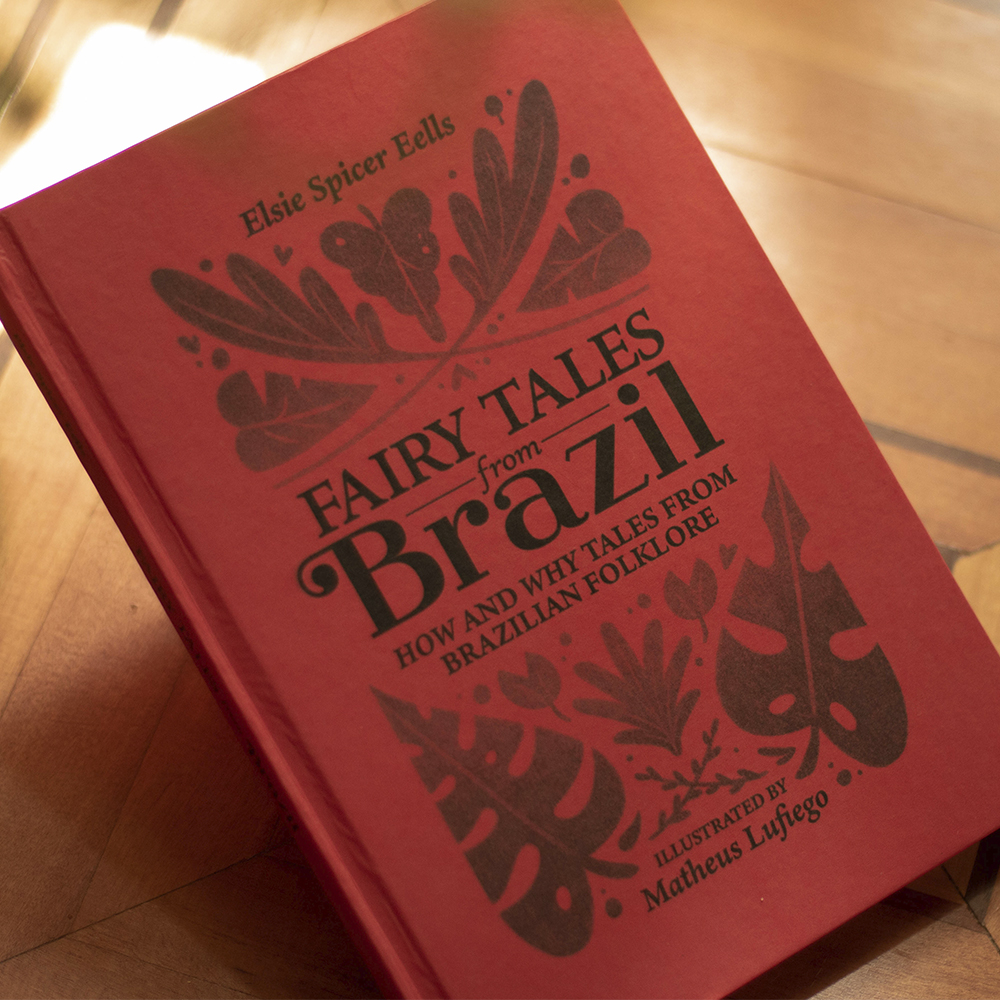 Elsie Spicer Eells
FAIRY TALES
from
Brazil
HOW AND WHY TALES FROM
BRAZILIAN FOLKLORE
ILLUSTRATED BY
Matheus Lufiego